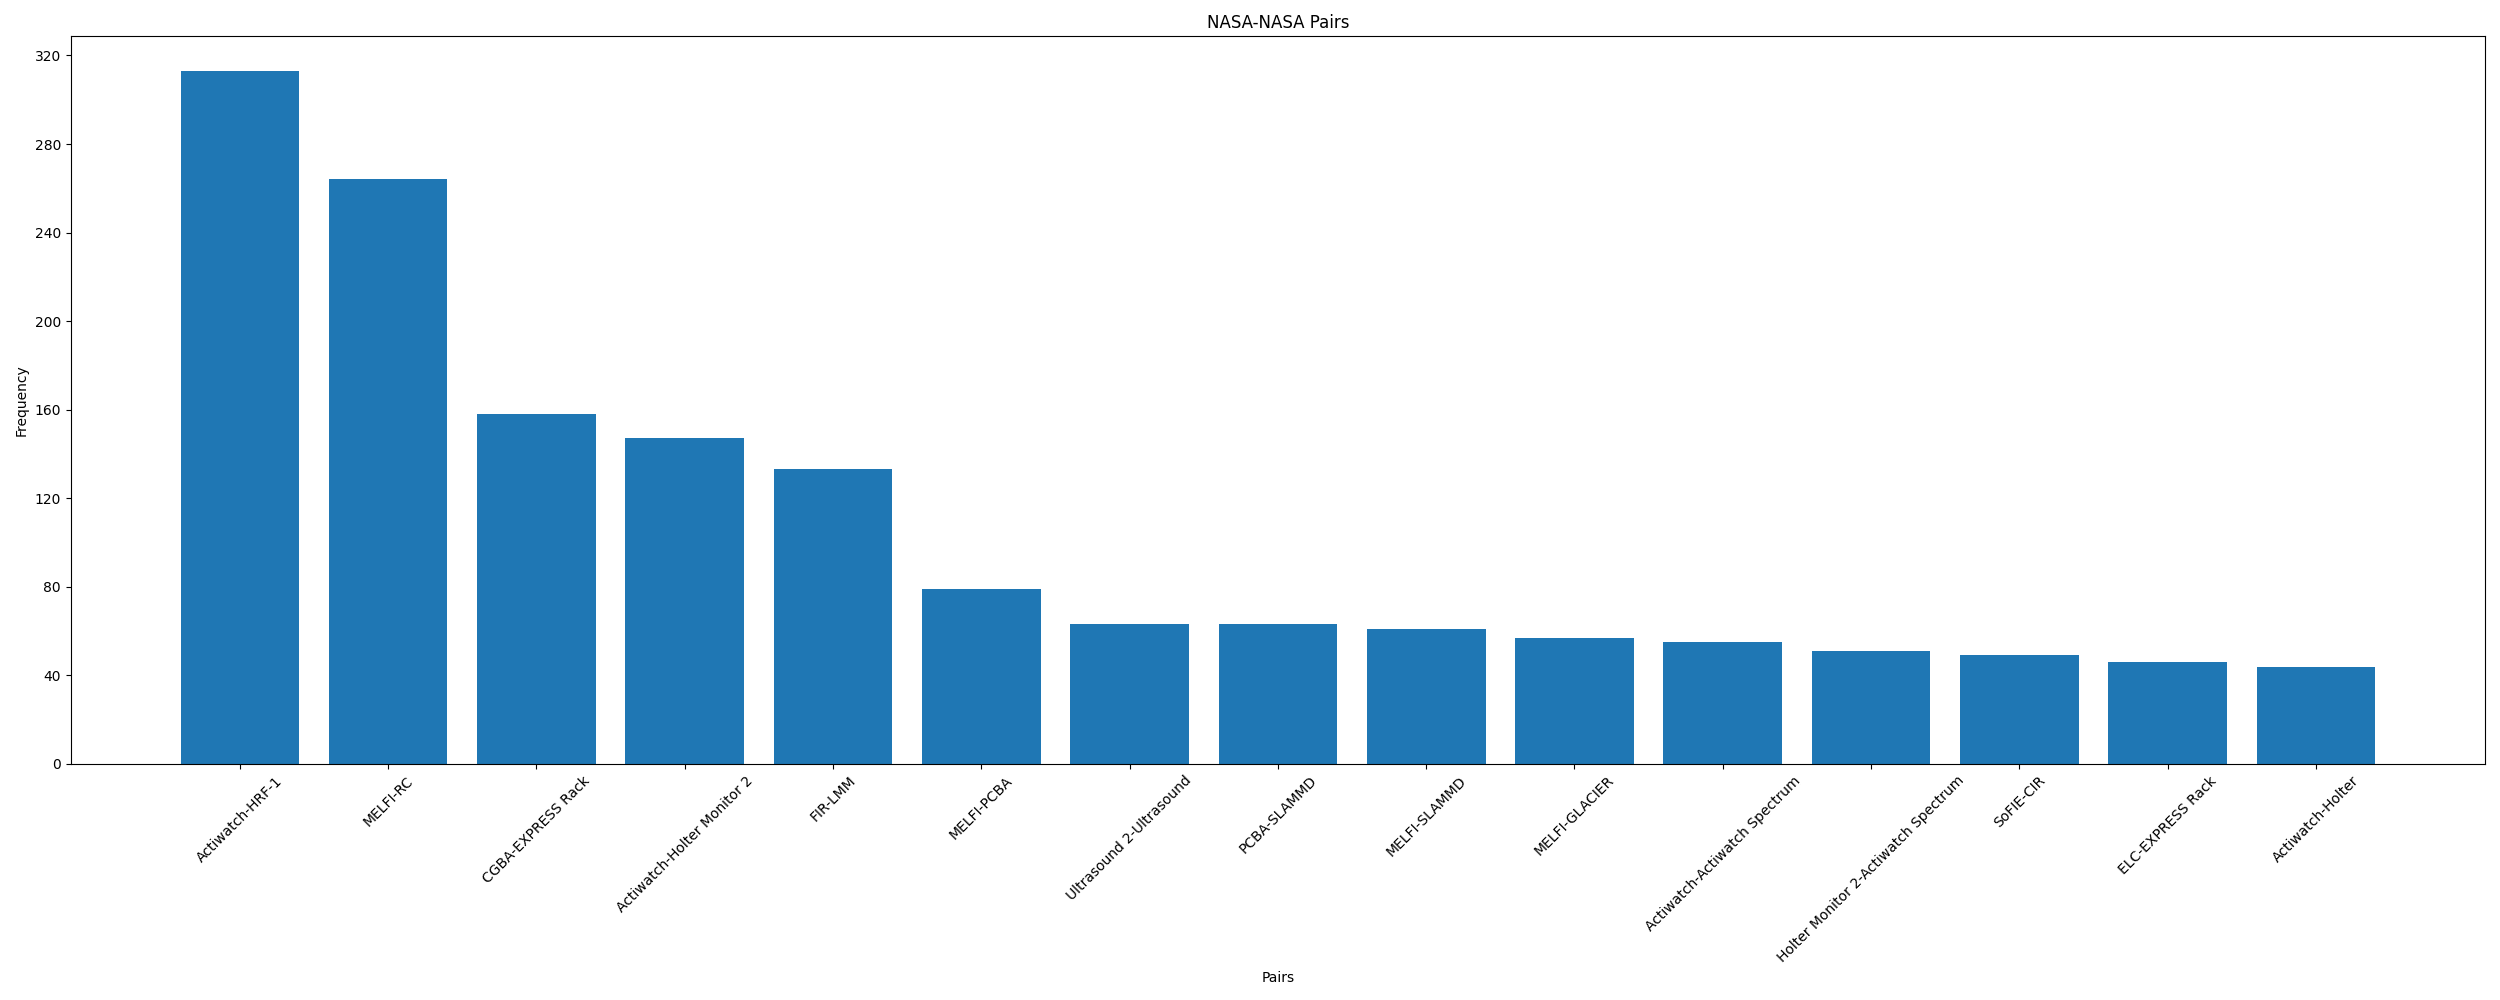 NASA-NASA Pairs
Frequency
320
280
240
200
160
120
80
40
0
Actiwatch-HRF-1
MELFI-RC
CGBA-EXPRESS Rack
Actiwatch-Holter Monitor 2
FIR-LMM
MELFI-PCBA
Ultrasound 2-Ultrasound
PCBA-SLAMMD
MELFI-SLAMMD
MELFI-GLACIER
Actiwatch-Actiwatch Spectrum
Holter Monitor 2-Actiwatch Spectrum
SoFIE-CIR
ELC-EXPRESS Rack
Actiwatch-Holter
Pairs